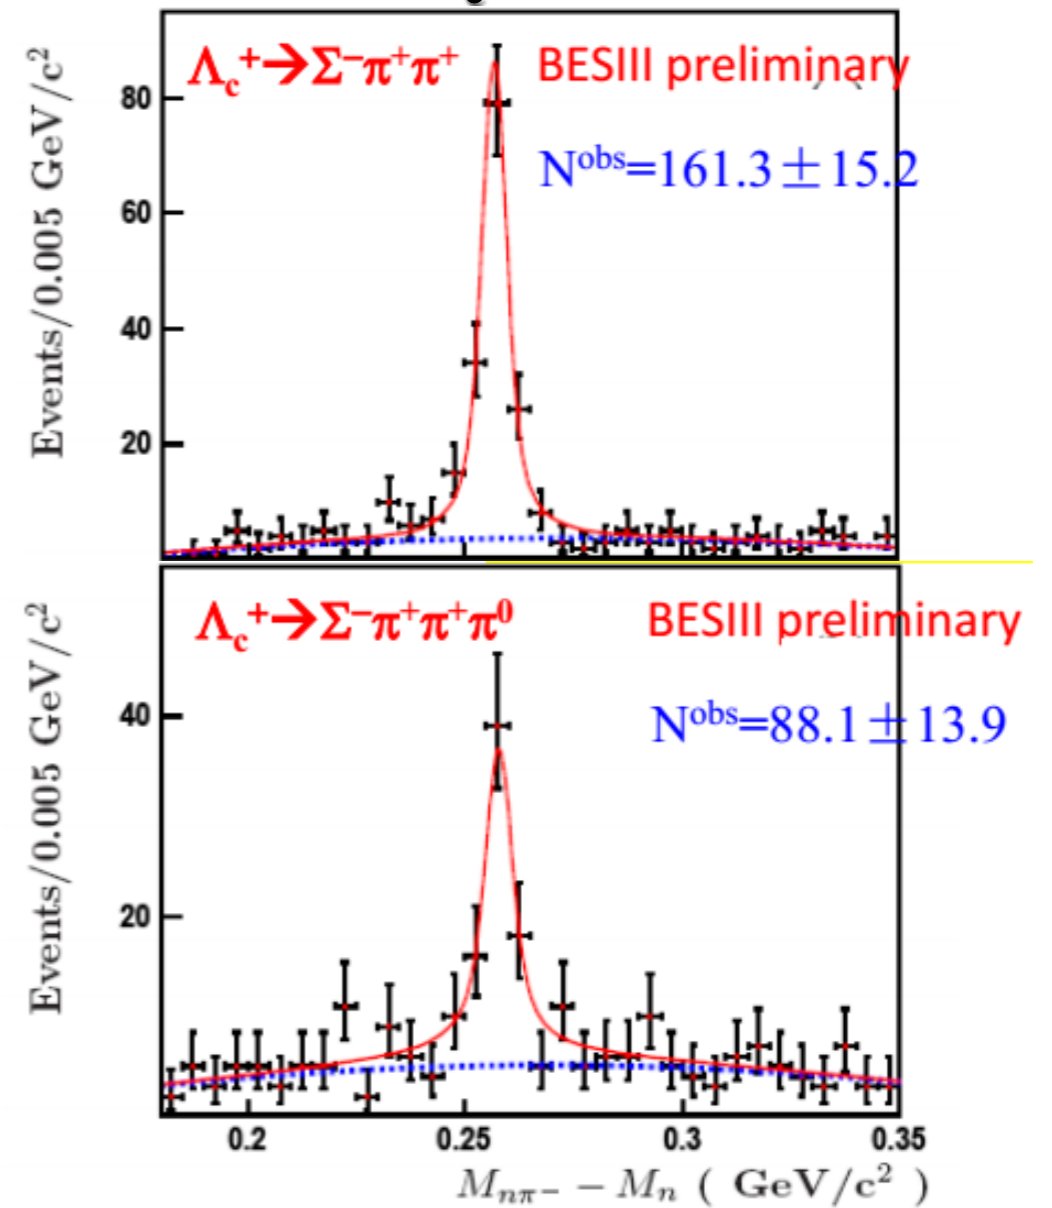 Λc⁺→Σ⁻π⁺π⁺ BESIII preliminary
Nᵒᵇˢ=161.3±15.2
Events/0.005 GeV/c²
80
60
40
20
Λc⁺→Σ⁻π⁺π⁺π⁰ BESIII preliminary
Nᵒᵇˢ=88.1±13.9
Events/0.005 GeV/c²
40
20
0.2 0.25 0.3 0.35
Mnπ⁻ − Mn ( GeV/c² )